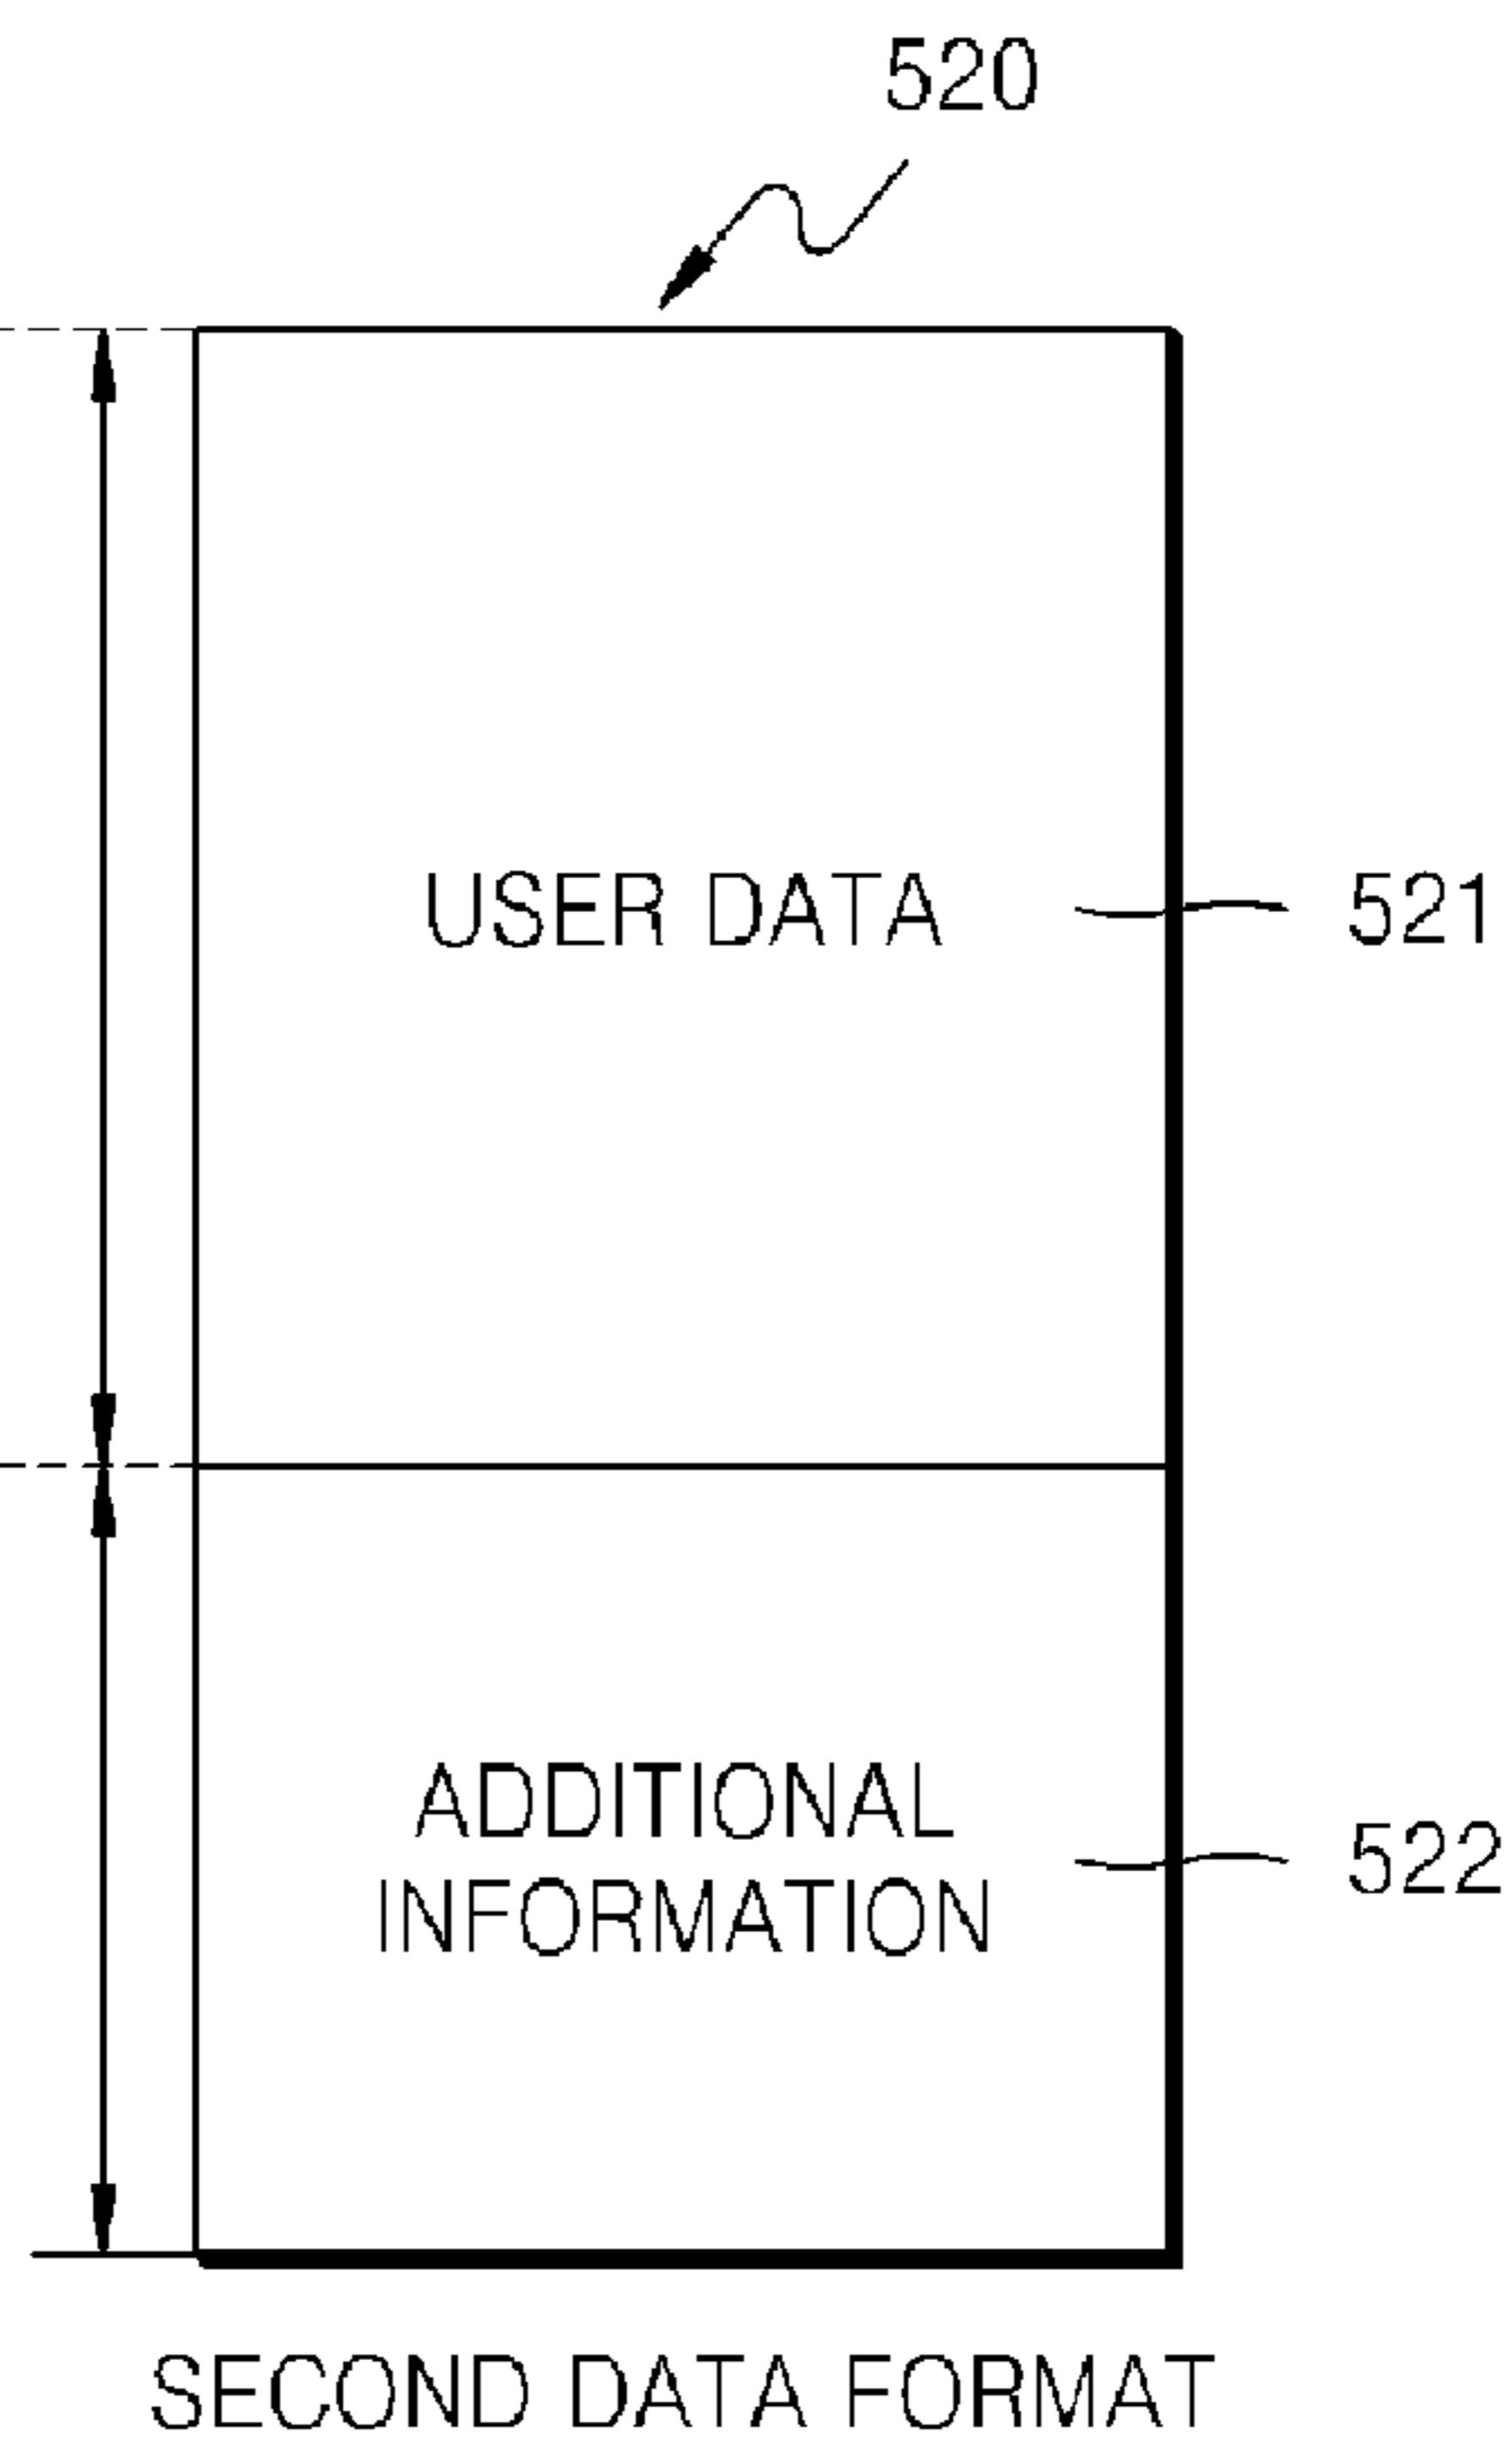 520
USER DATA
521
ADDITIONAL
INFORMATION
522
SECOND DATA FORMAT